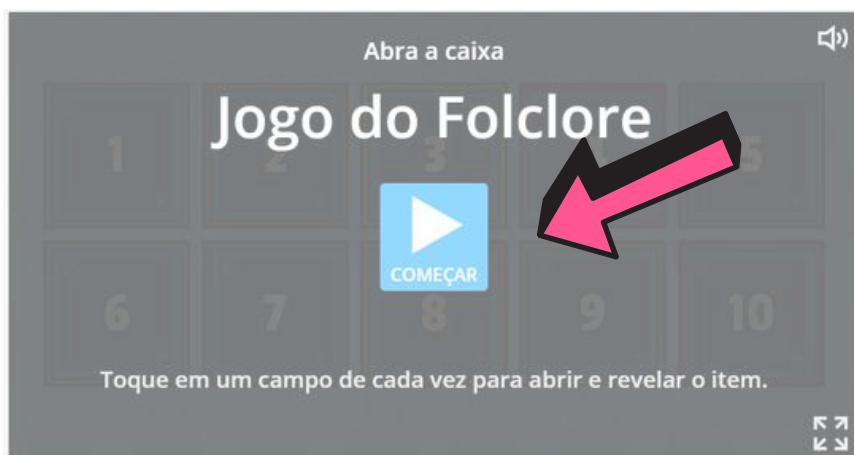 Abra a caixa
Jogo do Folclore
1 2 3 5
COMEÇAR
6 7 8 9 10
Toque em um campo de cada vez para abrir e revelar o item.